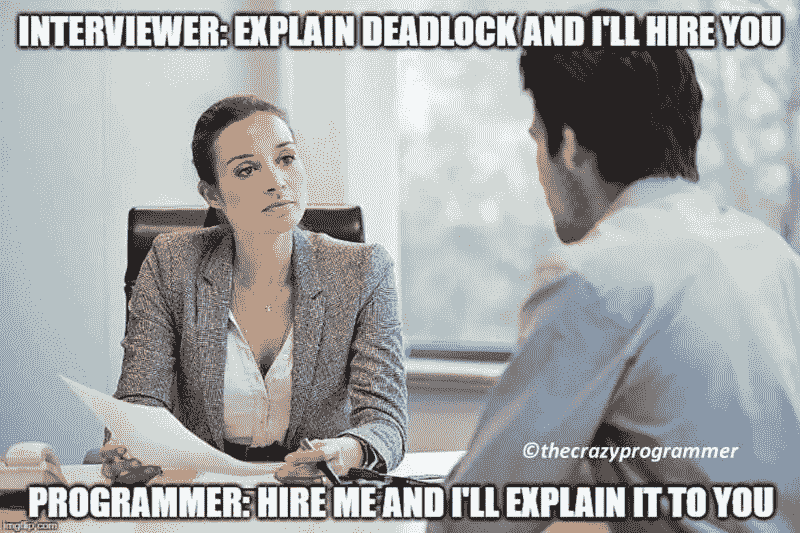 INTERVIEWER: EXPLAIN DEADLOCK AND I'LL HIRE YOU
©thecrazyprogrammer
PROGRAMMER: HIRE ME AND I'LL EXPLAIN IT TO YOU
imgflip.com